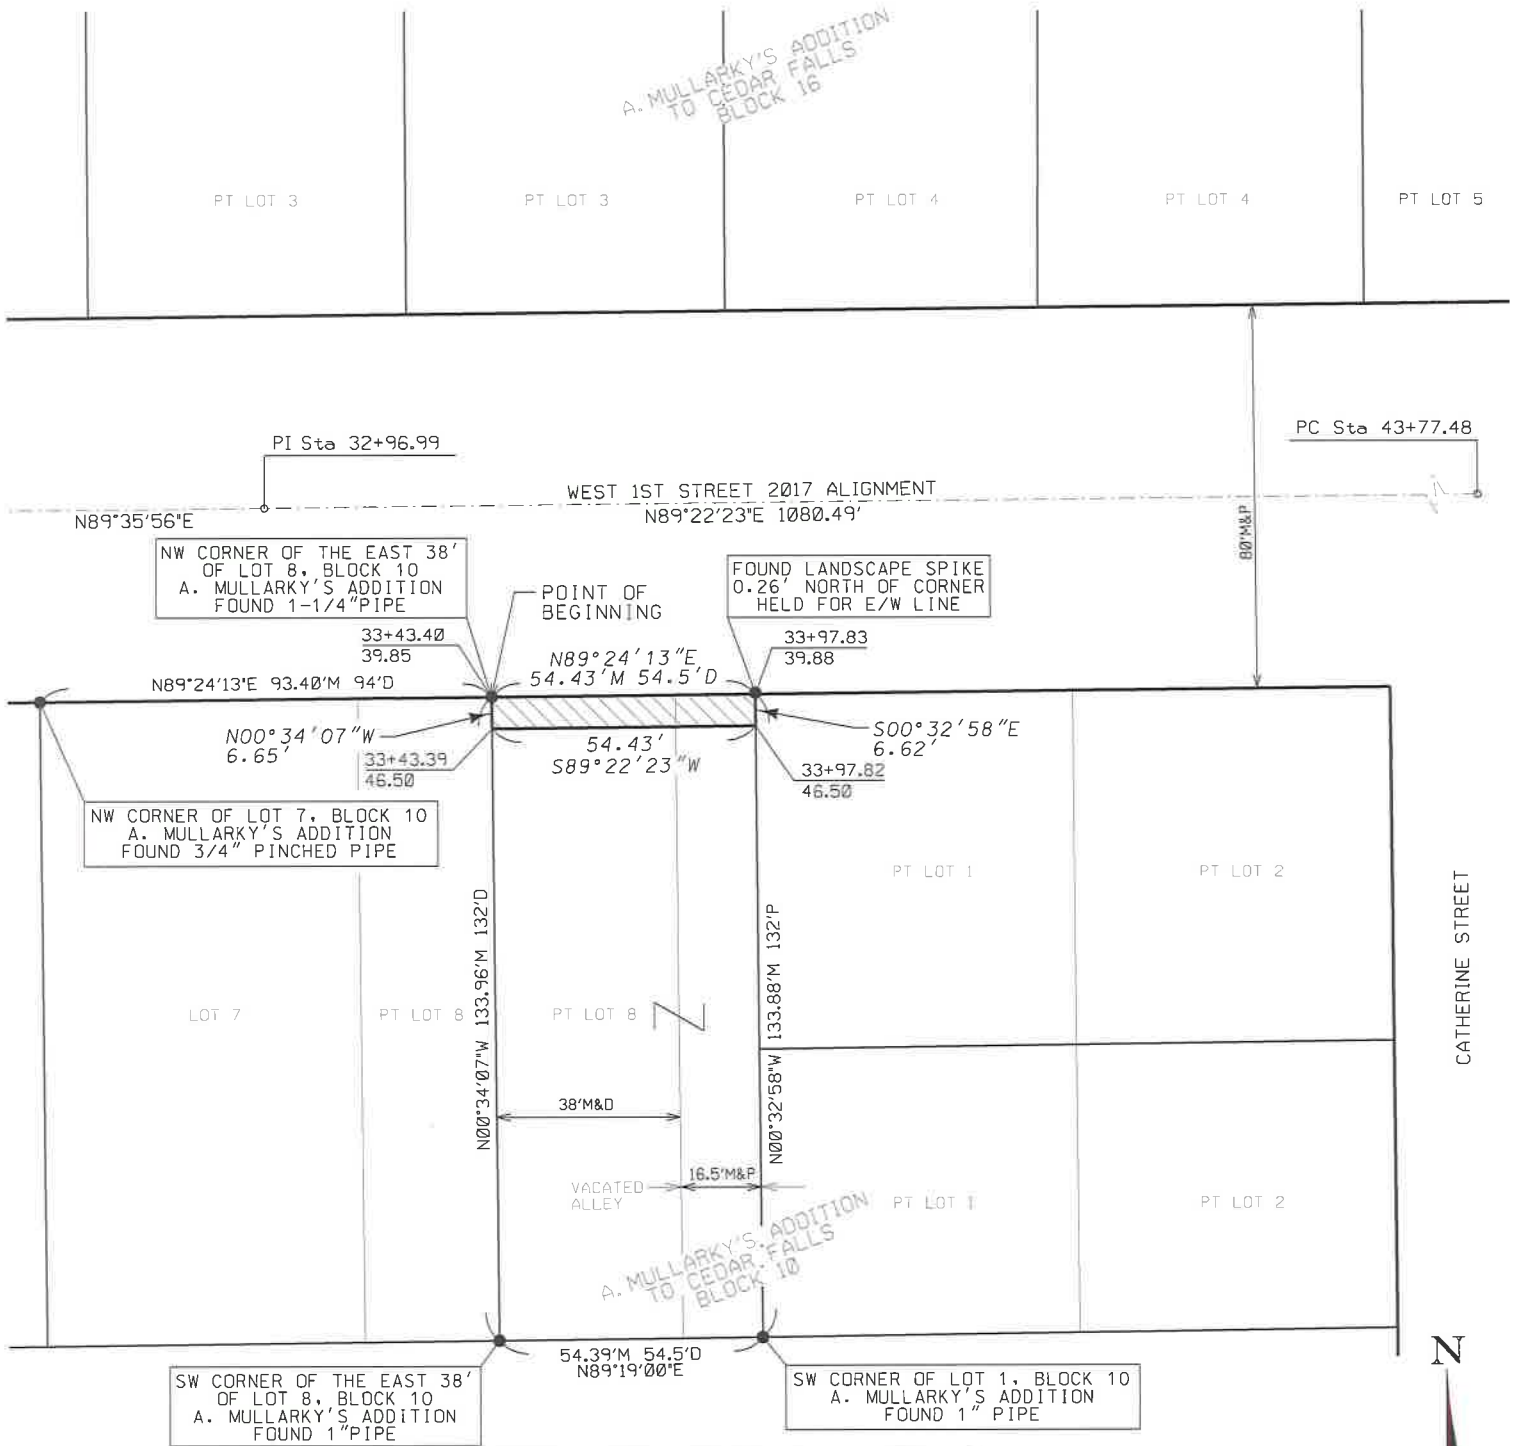 A. MULLARKY'S ADDITION
TO CEDAR FALLS
BLOCK 16
PT LOT 3
PT LOT 3
PT LOT 4
PT LOT 4
PT LOT 5
PI Sta 32+96.99
PC Sta 43+77.48
WEST 1ST STREET 2017 ALIGNMENT
N89°35'56"E
N89°22'23"E 1080.49'
80'M&P
NW CORNER OF THE EAST 38'
OF LOT 8, BLOCK 10
A. MULLARKY'S ADDITION
FOUND 1-1/4"PIPE
POINT OF
BEGINNING
FOUND LANDSCAPE SPIKE
0.26' NORTH OF CORNER
HELD FOR E/W LINE
33+43.40
39.85
33+97.83
39.88
N89°24'13"E
54.43'M 54.5'D
N89°24'13"E 93.40'M 94'D
N00°34'07"W
6.65'
S00°32'58"E
6.62'
33+43.39
46.50
54.43'
S89°22'23"W
33+97.82
46.50
NW CORNER OF LOT 7, BLOCK 10
A. MULLARKY'S ADDITION
FOUND 3/4" PINCHED PIPE
PT LOT 1
PT LOT 2
CATHERINE STREET
N00°34'07"W 133.96'M 132'D
N00°32'58"W 133.88'M 132'P
LOT 7
PT LOT 8
PT LOT 8
38'M&D
16.5'M&P
VACATED
ALLEY
PT LOT 1
PT LOT 2
A. MULLARKY'S ADDITION
TO CEDAR FALLS
BLOCK 10
54.39'M 54.5'D
N89°19'00"E
SW CORNER OF THE EAST 38'
OF LOT 8, BLOCK 10
A. MULLARKY'S ADDITION
FOUND 1"PIPE
SW CORNER OF LOT 1, BLOCK 10
A. MULLARKY'S ADDITION
FOUND 1" PIPE
N